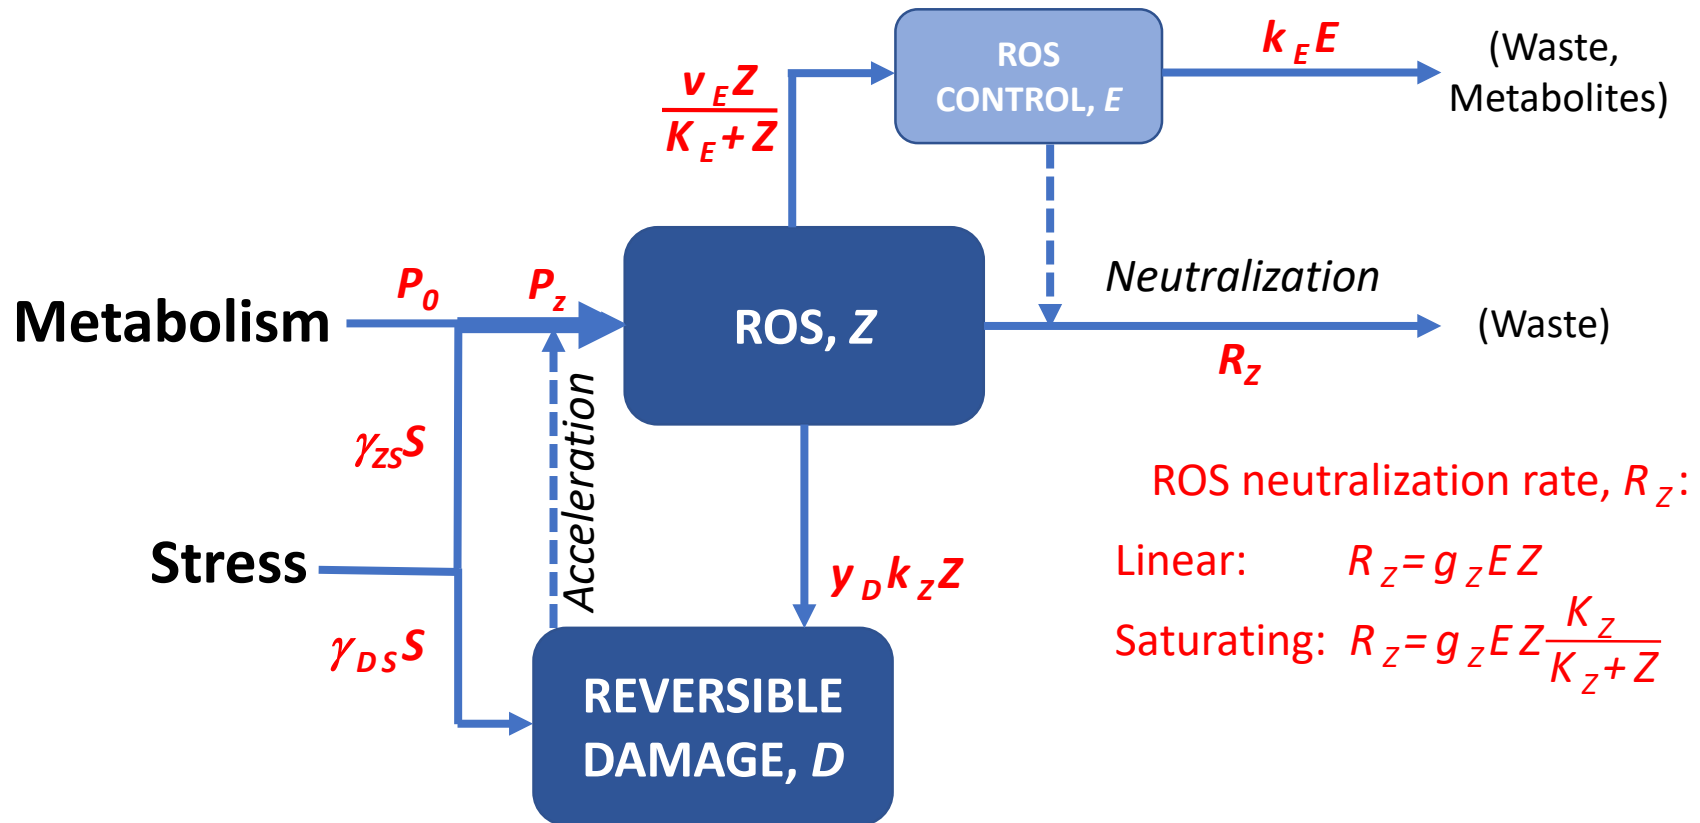 ROS
CONTROL, E
k_E E
(Waste,
Metabolites)
v_E Z
K_E + Z
Metabolism
P_0
P_z
ROS, Z
Neutralization
(Waste)
R_Z
γ_ZS S
Acceleration
Stress
γ_DS S
y_D k_Z Z
REVERSIBLE
DAMAGE, D
ROS neutralization rate, R_Z:
Linear: R_Z = g_Z E Z
Saturating: R_Z = g_Z E Z K_Z / (K_Z + Z)